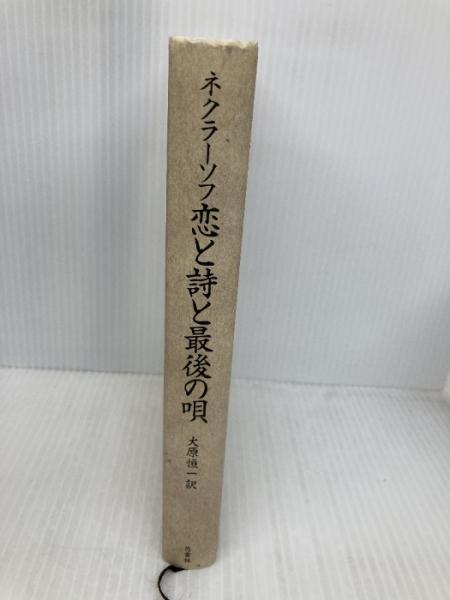 ネクラーソフ 恋と詩と最後の唄
大原恒一訳